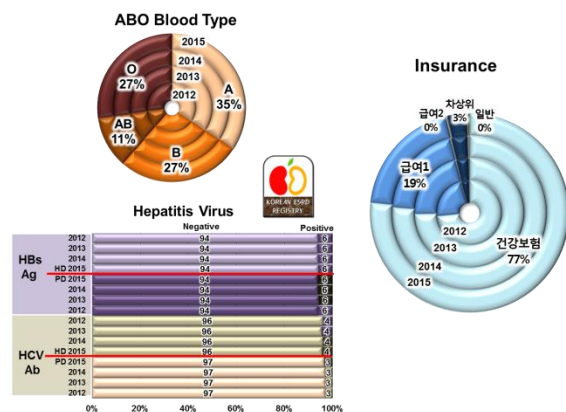 ABO Blood Type
2015
2014
2013
2012
O
27%
A
35%
AB
11%
B
27%
Insurance
급여2
0%
차상위
3%
일반
0%
급여1
19%
2012
2013
2014
2015
건강보험
77%
KOREAN ESRD
REGISTRY
Hepatitis Virus
Negative Positive
HBs
Ag
2012 94 6
2013 94 6
2014 94 6
HD 2015 94 6
PD 2015 94 6
2014 94 6
2013 94 6
2012 94 6
HCV
Ab
2012 96 4
2013 96 4
2014 96 4
HD 2015 96 4
PD 2015 97 3
2014 97 3
2013 97 3
2012 97 3
0% 20% 40% 60% 80% 100%